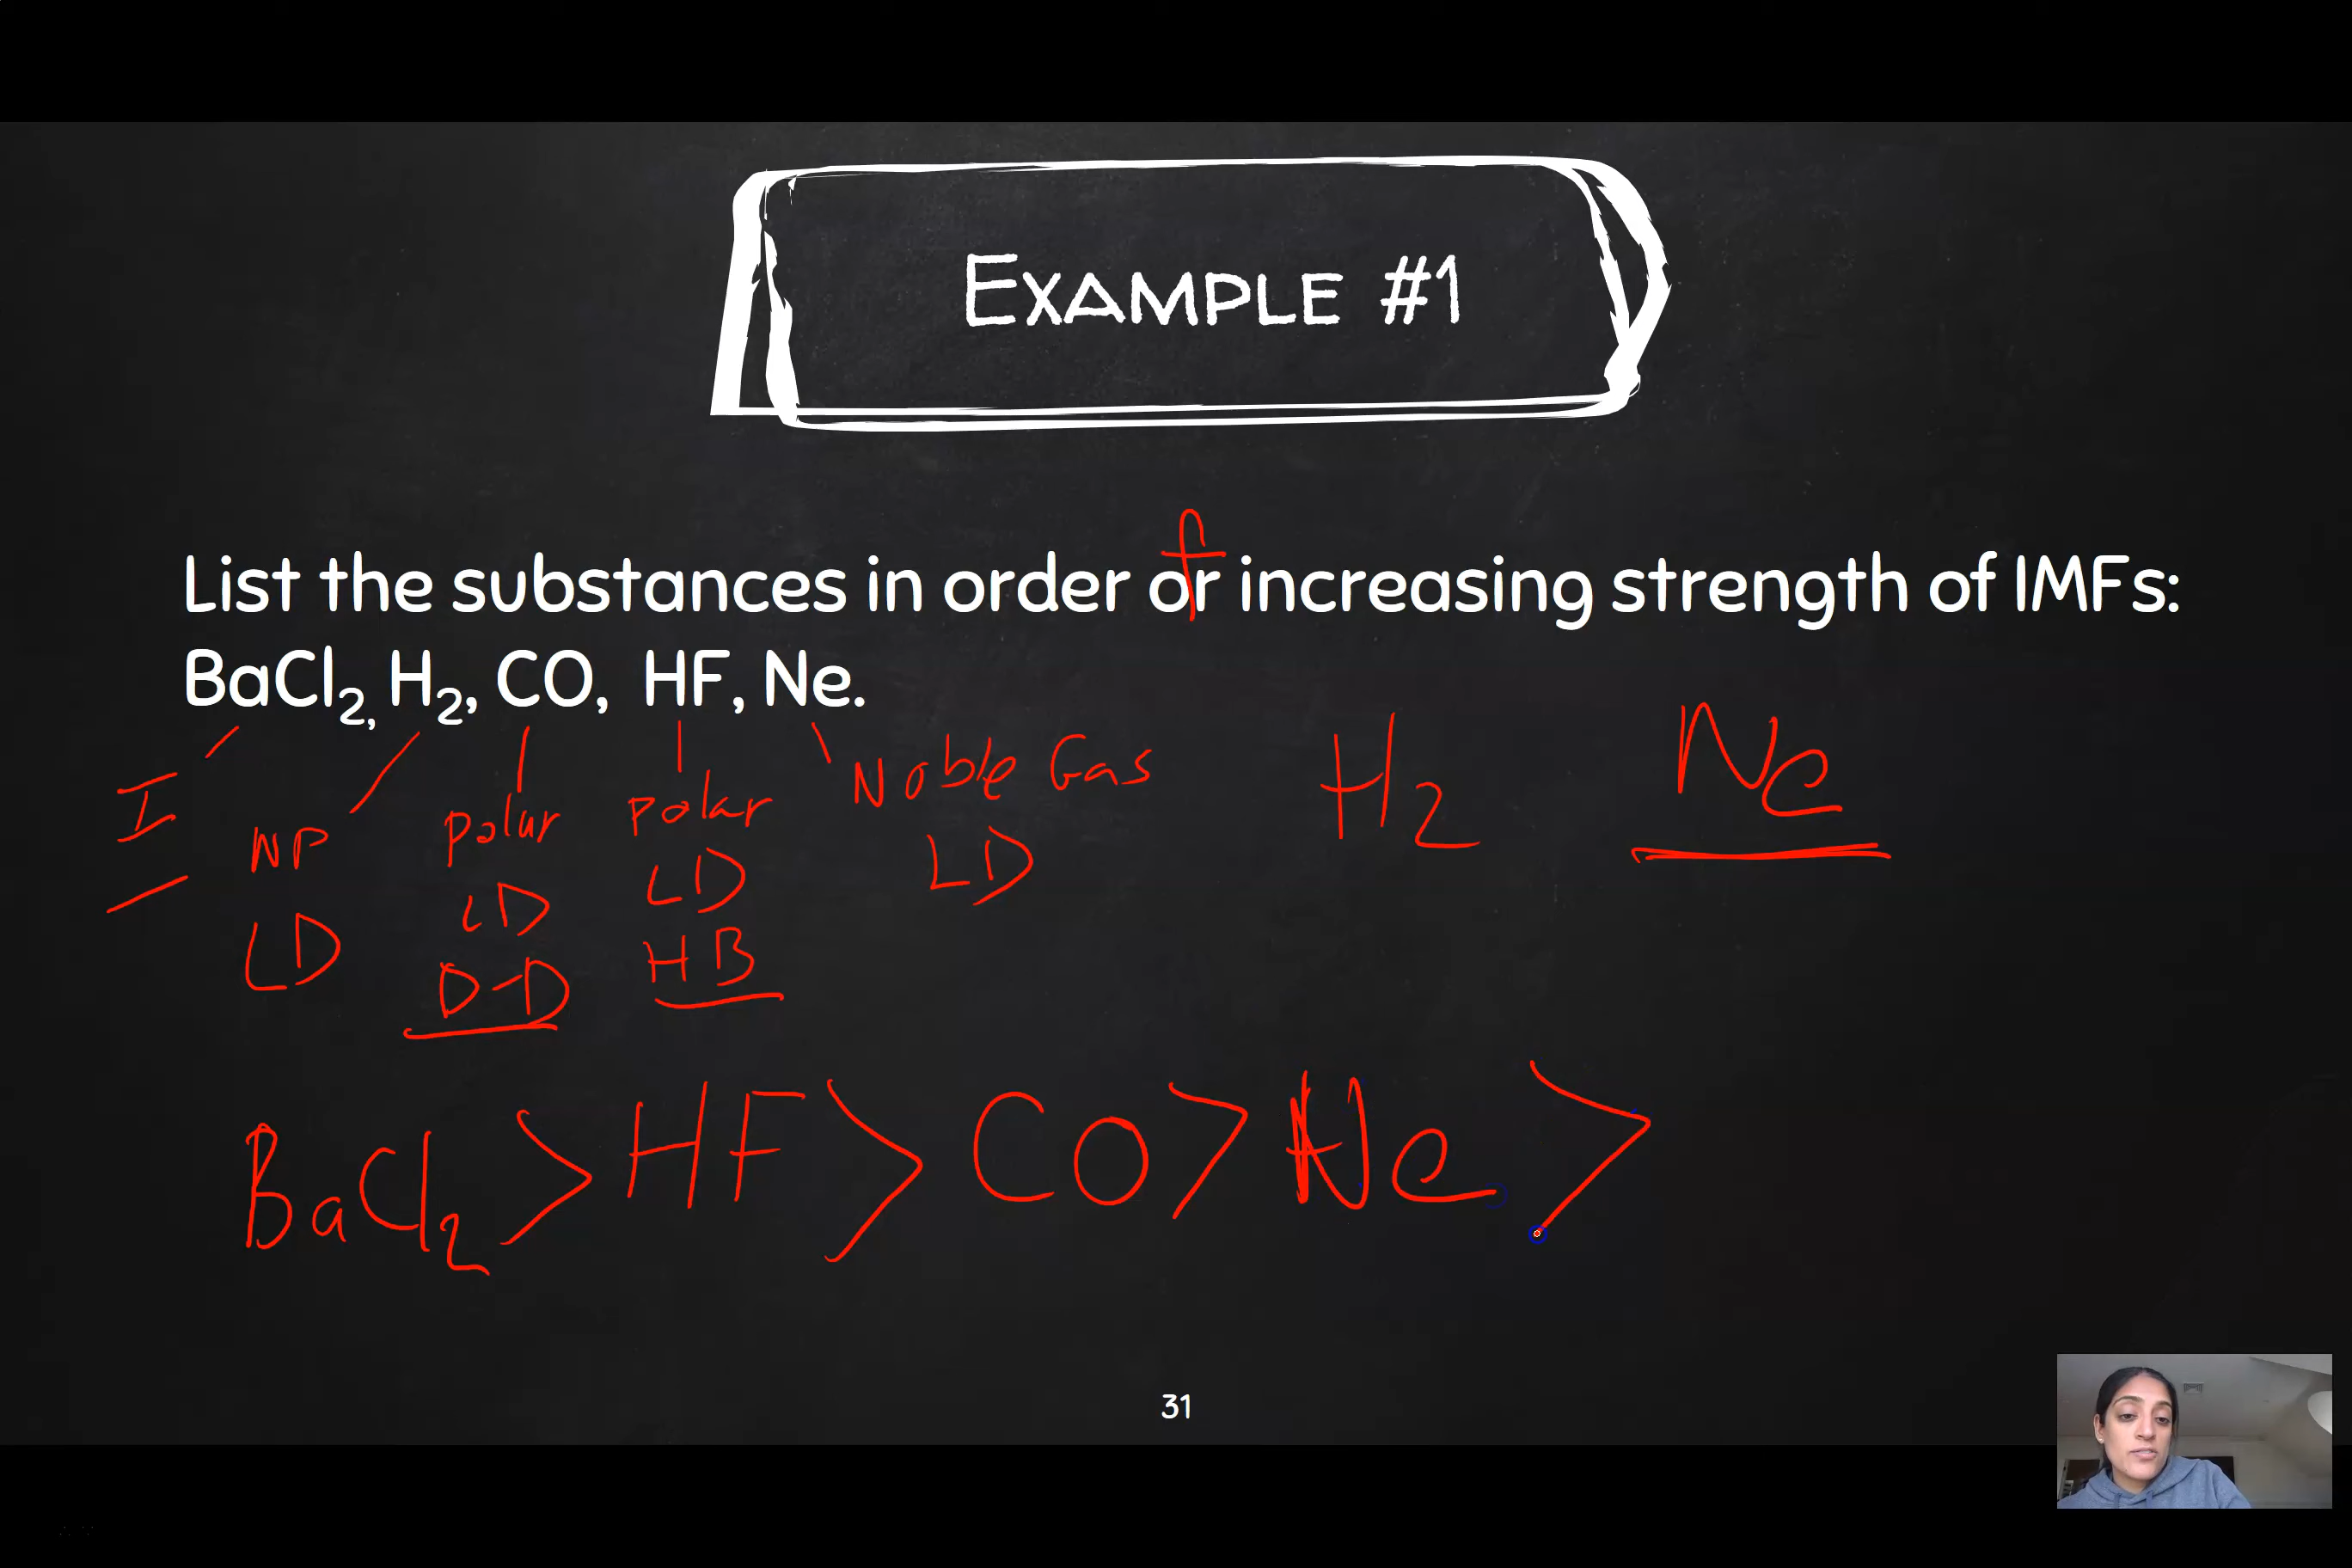 EXAMPLE #1
f
List the substances in order or increasing strength of IMFs:
BaCl₂, H₂, CO, HF, Ne.
I NP Polar Polar Noble Gas H₂ Ne
LD LD LD LD
D-D HB
BaCl₂ > HF > CO > Ne >
31